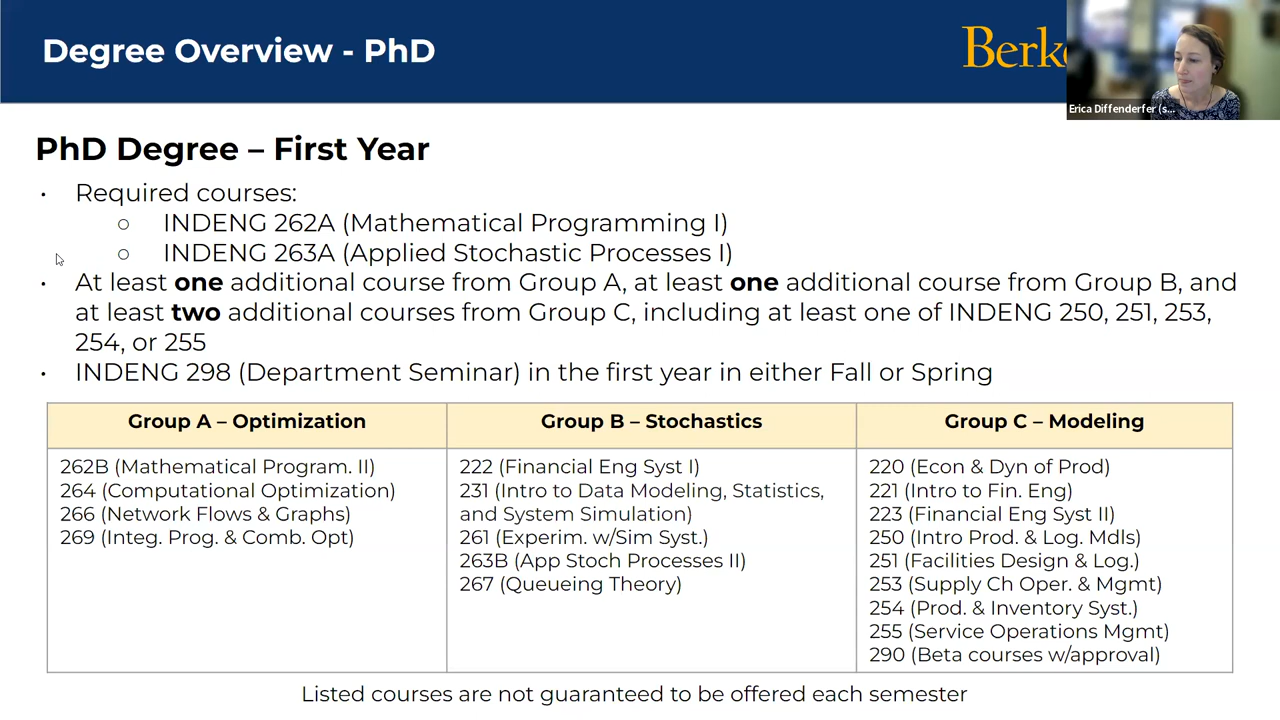 Degree Overview - PhD
Berke
Erica Diffenderfer (s...
PhD Degree – First Year
• Required courses:
○ INDENG 262A (Mathematical Programming I)
○ INDENG 263A (Applied Stochastic Processes I)
• At least one additional course from Group A, at least one additional course from Group B, and
at least two additional courses from Group C, including at least one of INDENG 250, 251, 253,
254, or 255
• INDENG 298 (Department Seminar) in the first year in either Fall or Spring
Group A – Optimization
262B (Mathematical Program. II)
264 (Computational Optimization)
266 (Network Flows & Graphs)
269 (Integ. Prog. & Comb. Opt)
Group B – Stochastics
222 (Financial Eng Syst I)
231 (Intro to Data Modeling, Statistics,
and System Simulation)
261 (Experim. w/Sim Syst.)
263B (App Stoch Processes II)
267 (Queueing Theory)
Group C – Modeling
220 (Econ & Dyn of Prod)
221 (Intro to Fin. Eng)
223 (Financial Eng Syst II)
250 (Intro Prod. & Log. Mdls)
251 (Facilities Design & Log.)
253 (Supply Ch Oper. & Mgmt)
254 (Prod. & Inventory Syst.)
255 (Service Operations Mgmt)
290 (Beta courses w/approval)
Listed courses are not guaranteed to be offered each semester